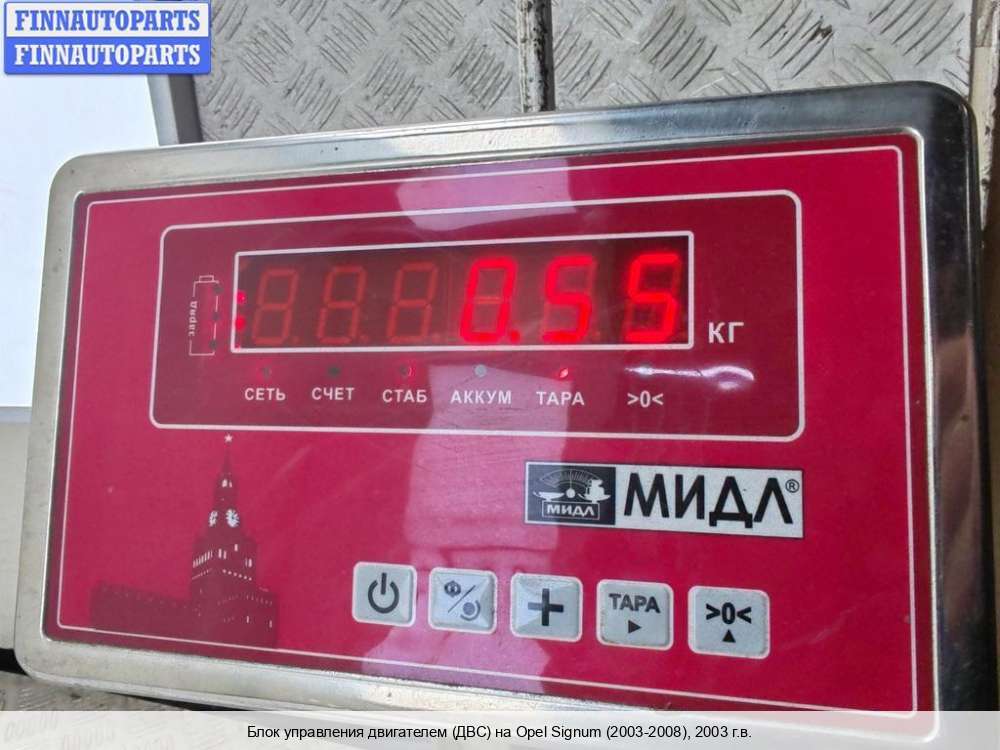 FINNAUTOPARTS
FINNAUTOPARTS
0.55
КГ
заряд
СЕТЬ СЧЕТ СТАБ АККУМ ТАРА >0<
МИДЛ МИДЛ®
% + ТАРА >0<
Блок управления двигателем (ДВС) на Opel Signum (2003-2008), 2003 г.в.